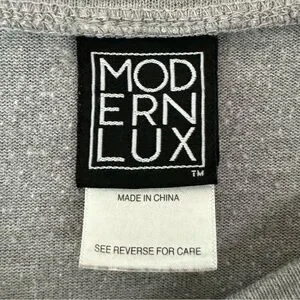 MOD
ERN
LUX
TM
MADE IN CHINA
SEE REVERSE FOR CARE